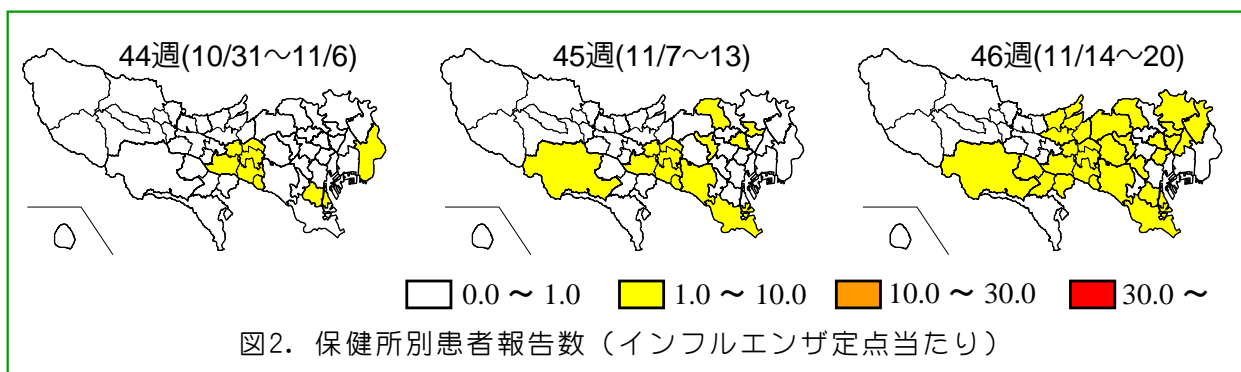 44週(10/31～11/6)
45週(11/7～13)
46週(11/14～20)
0.0 ～ 1.0
1.0 ～ 10.0
10.0 ～ 30.0
30.0 ～
図2. 保健所別患者報告数（インフルエンザ定点当たり）